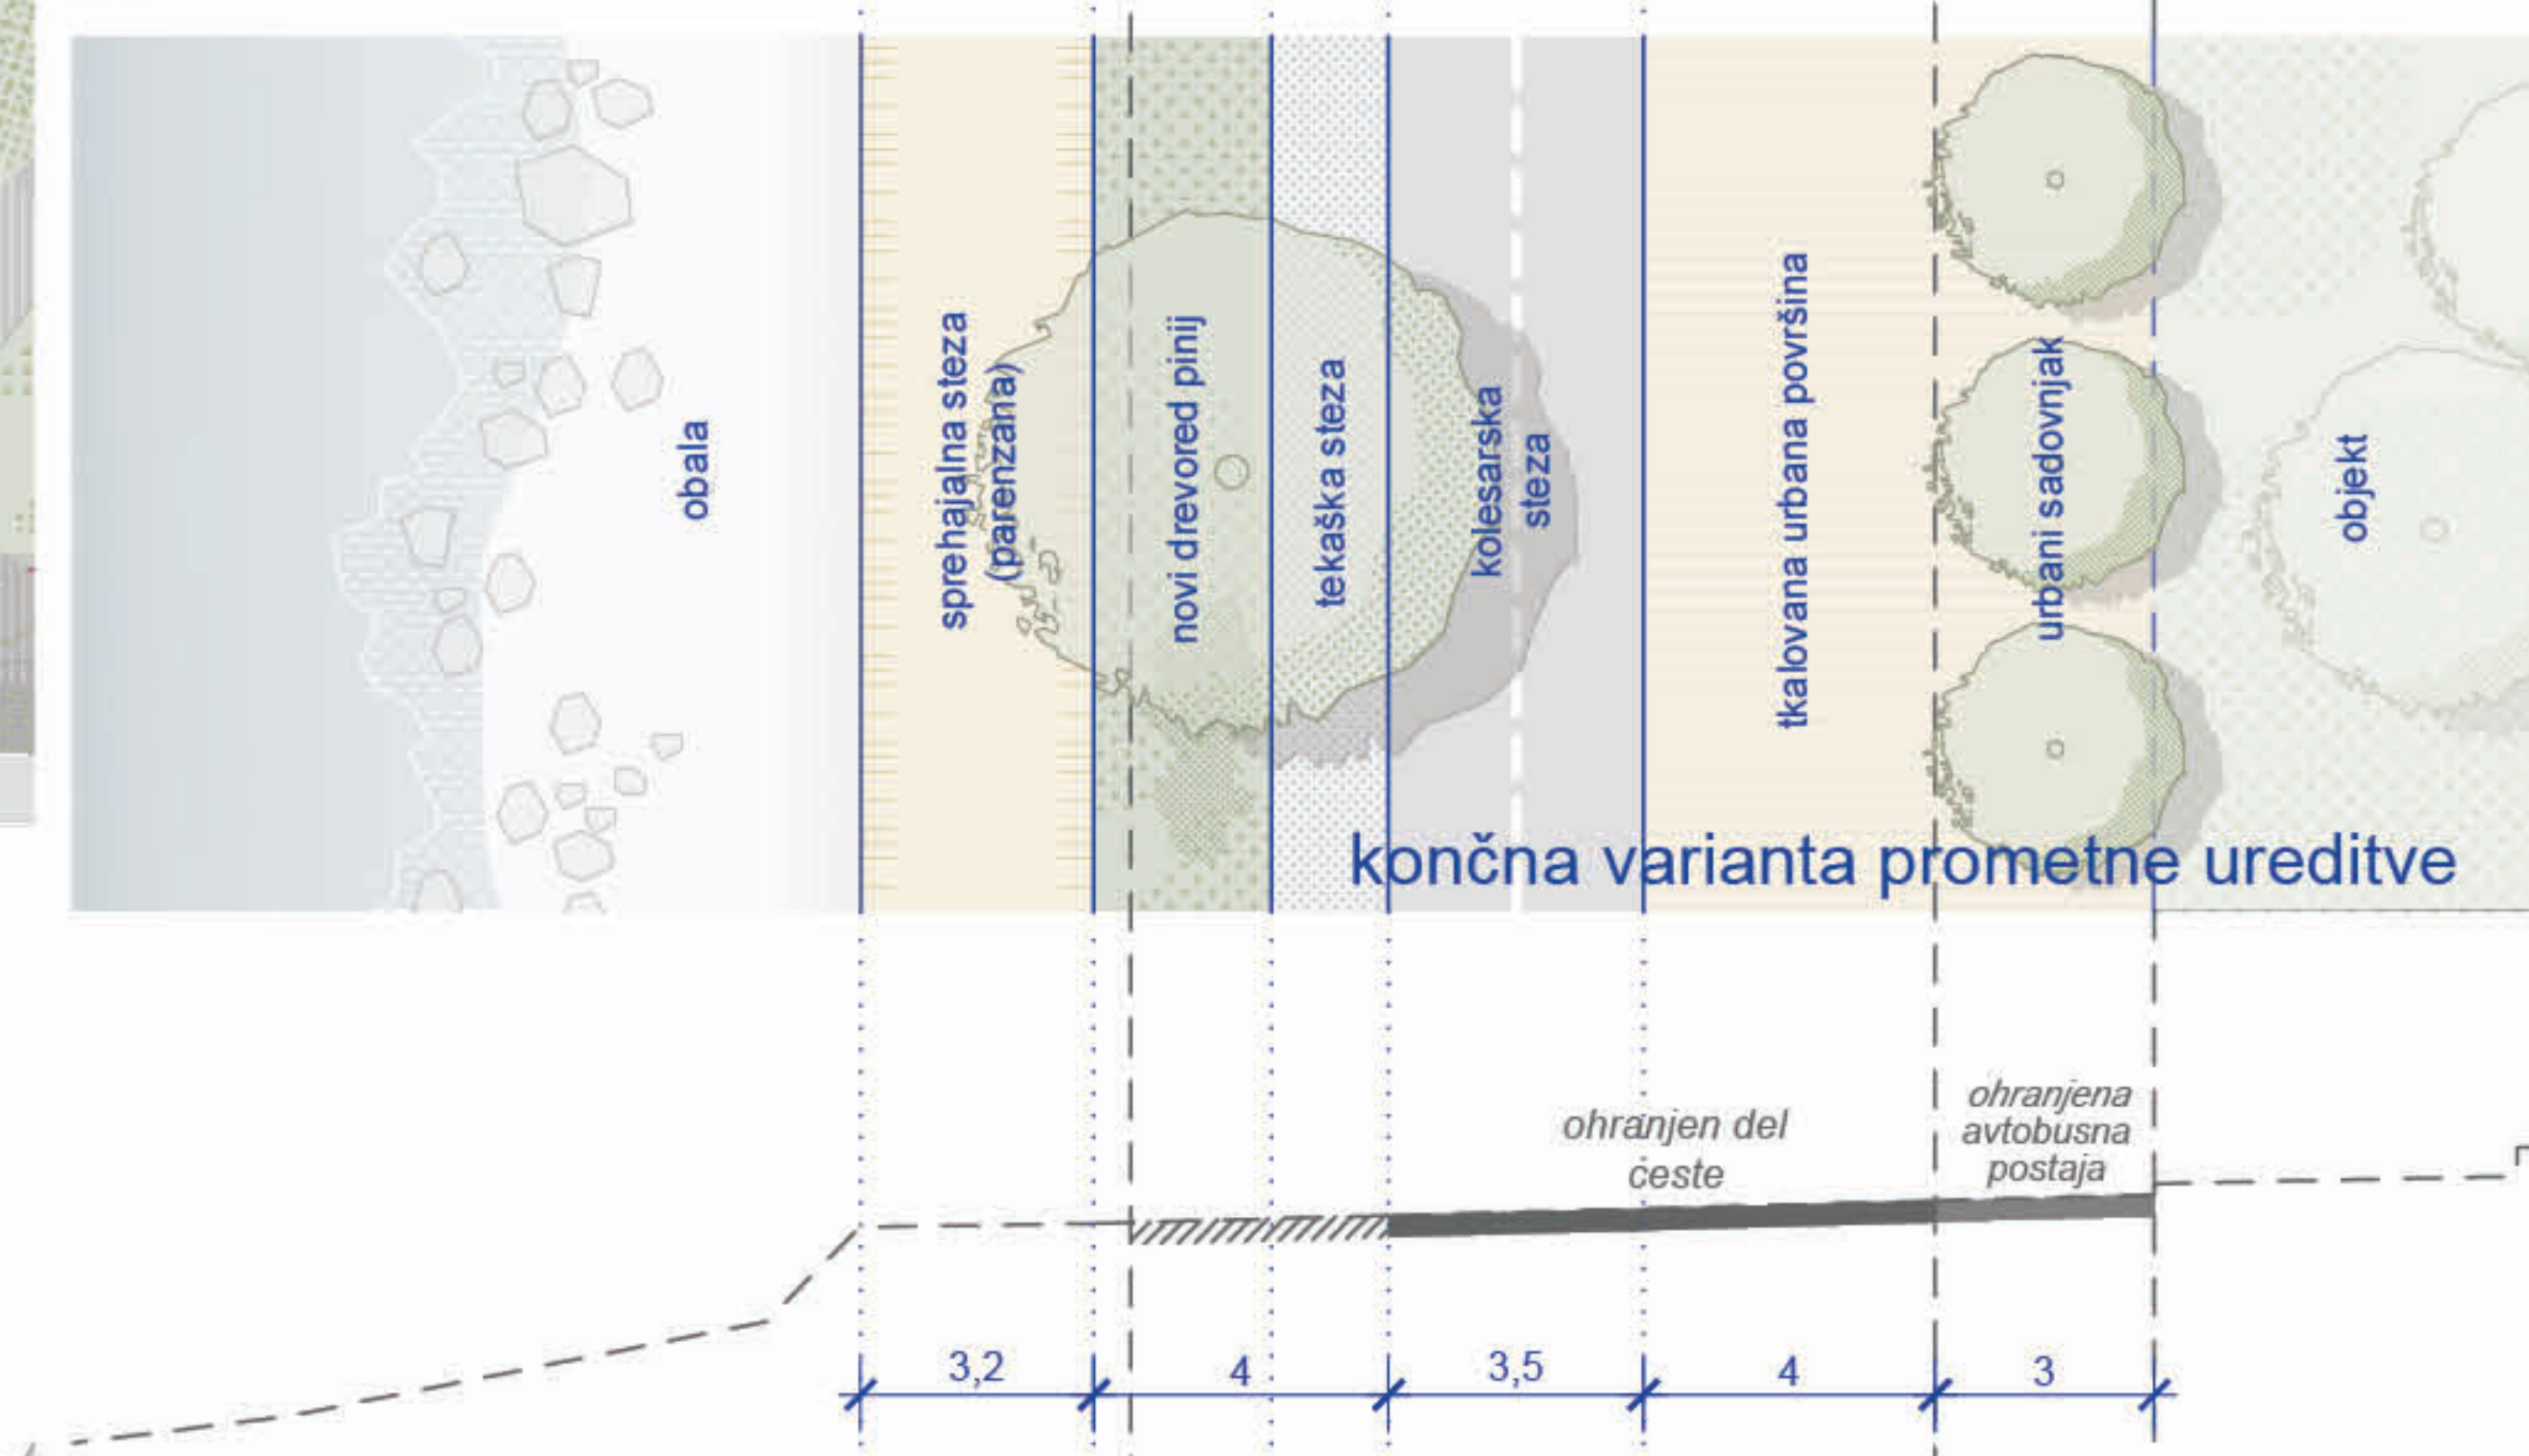 obala
sprehajalna steza
(parenzana)
novi drevored pinij
tekaška steza
kolesarska
steza
tkalovana urbana površina
urbani sadovnjak
objekt
končna varianta prometne ureditve
ohranjen del
ceste
ohranjena
avtobusna
postaja
3,2
4
3,5
4
3